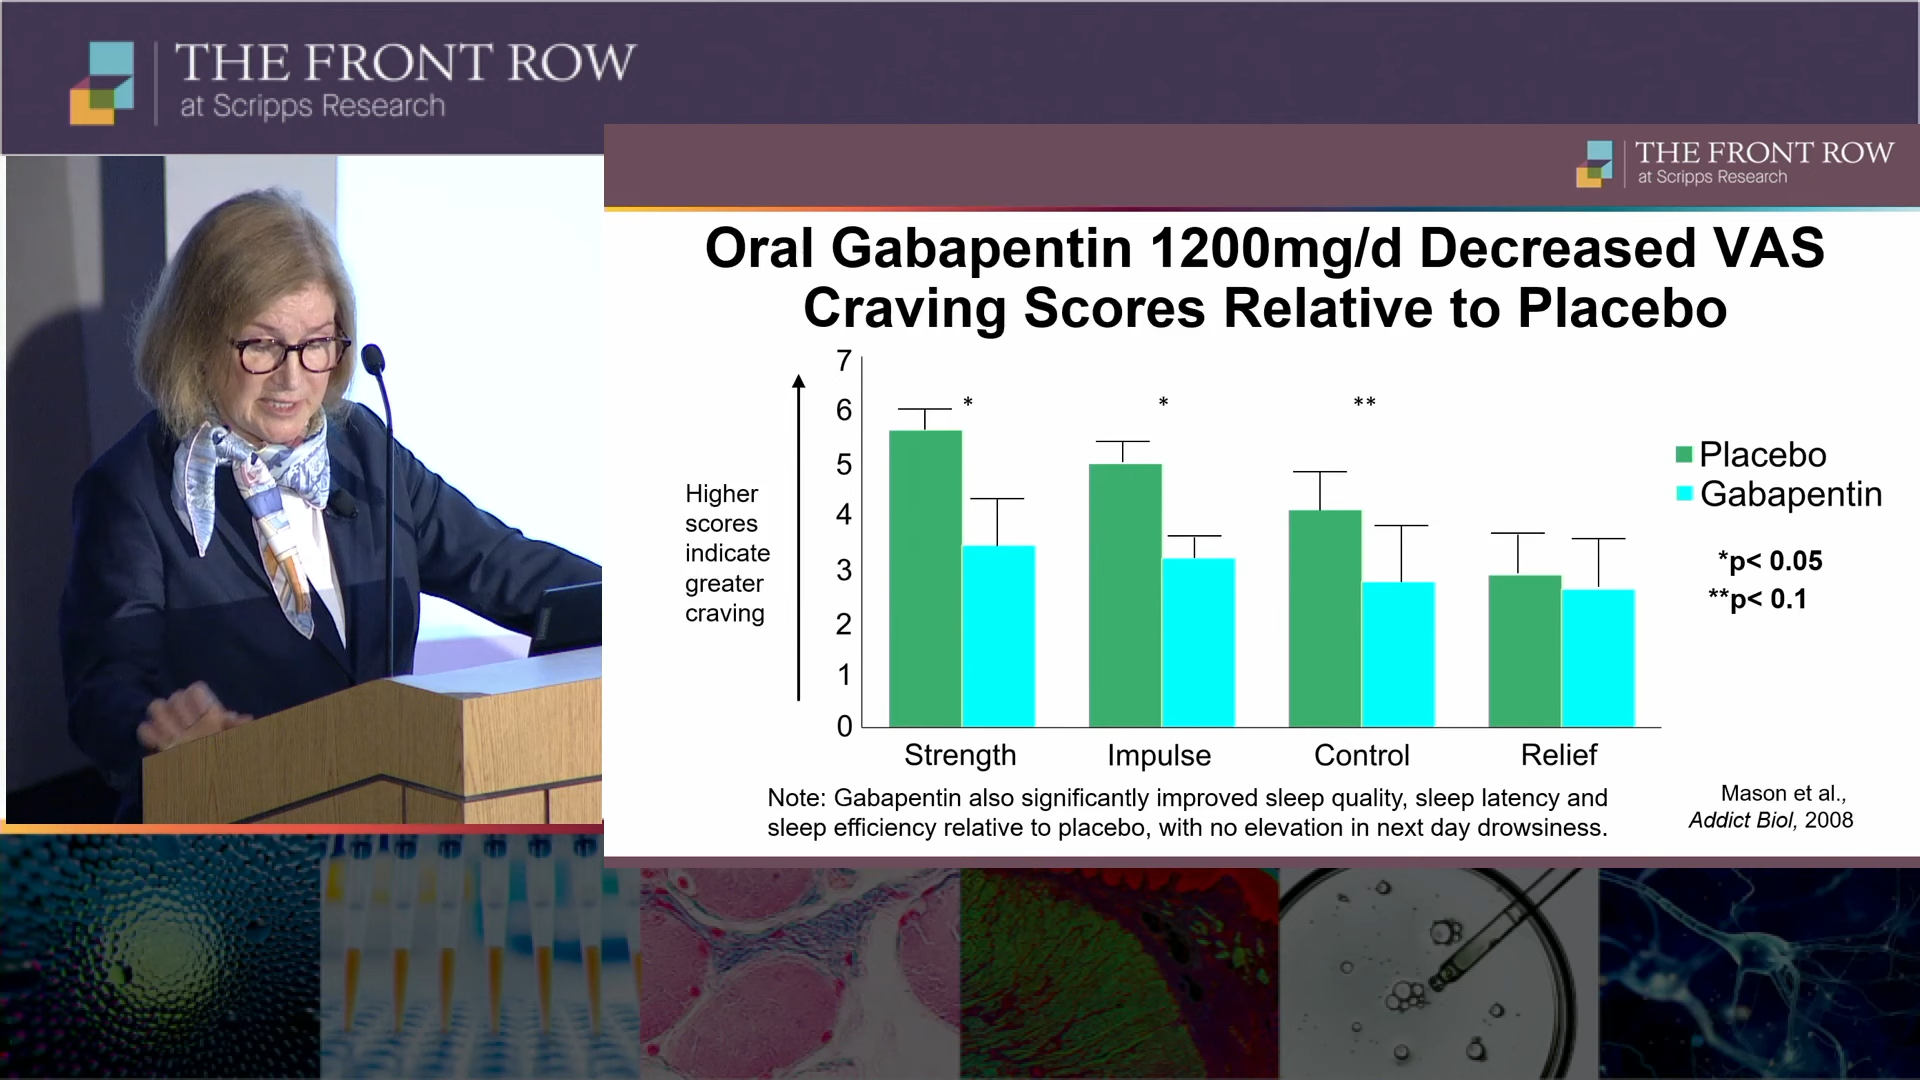 THE FRONT ROW
at Scripps Research
THE FRONT ROW
at Scripps Research
Oral Gabapentin 1200mg/d Decreased VAS
Craving Scores Relative to Placebo
Higher
scores
indicate
greater
craving
7
6
5
4
3
2
1
0
*
*
**
Strength
Impulse
Control
Relief
Placebo
Gabapentin
*p< 0.05
**p< 0.1
Note: Gabapentin also significantly improved sleep quality, sleep latency and
sleep efficiency relative to placebo, with no elevation in next day drowsiness.
Mason et al.,
Addict Biol, 2008